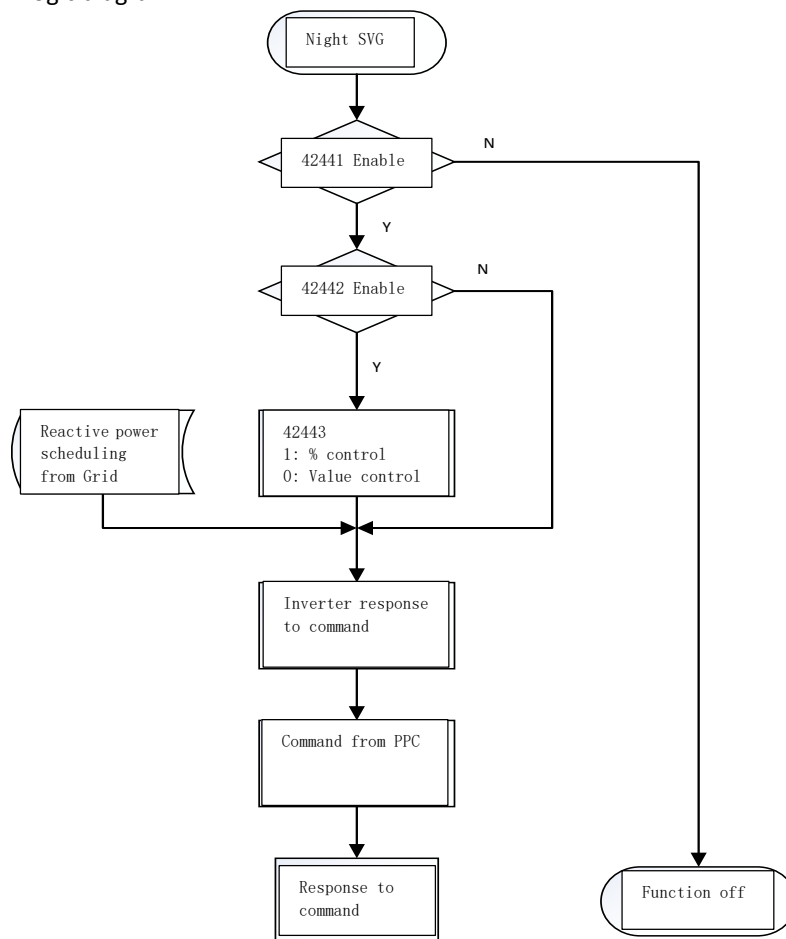 Night SVG
42441 Enable
N
Y
42442 Enable
N
Y
Reactive power
scheduling
from Grid
42443
1: % control
0: Value control
Inverter response
to command
Command from PPC
Response to
command
Function off